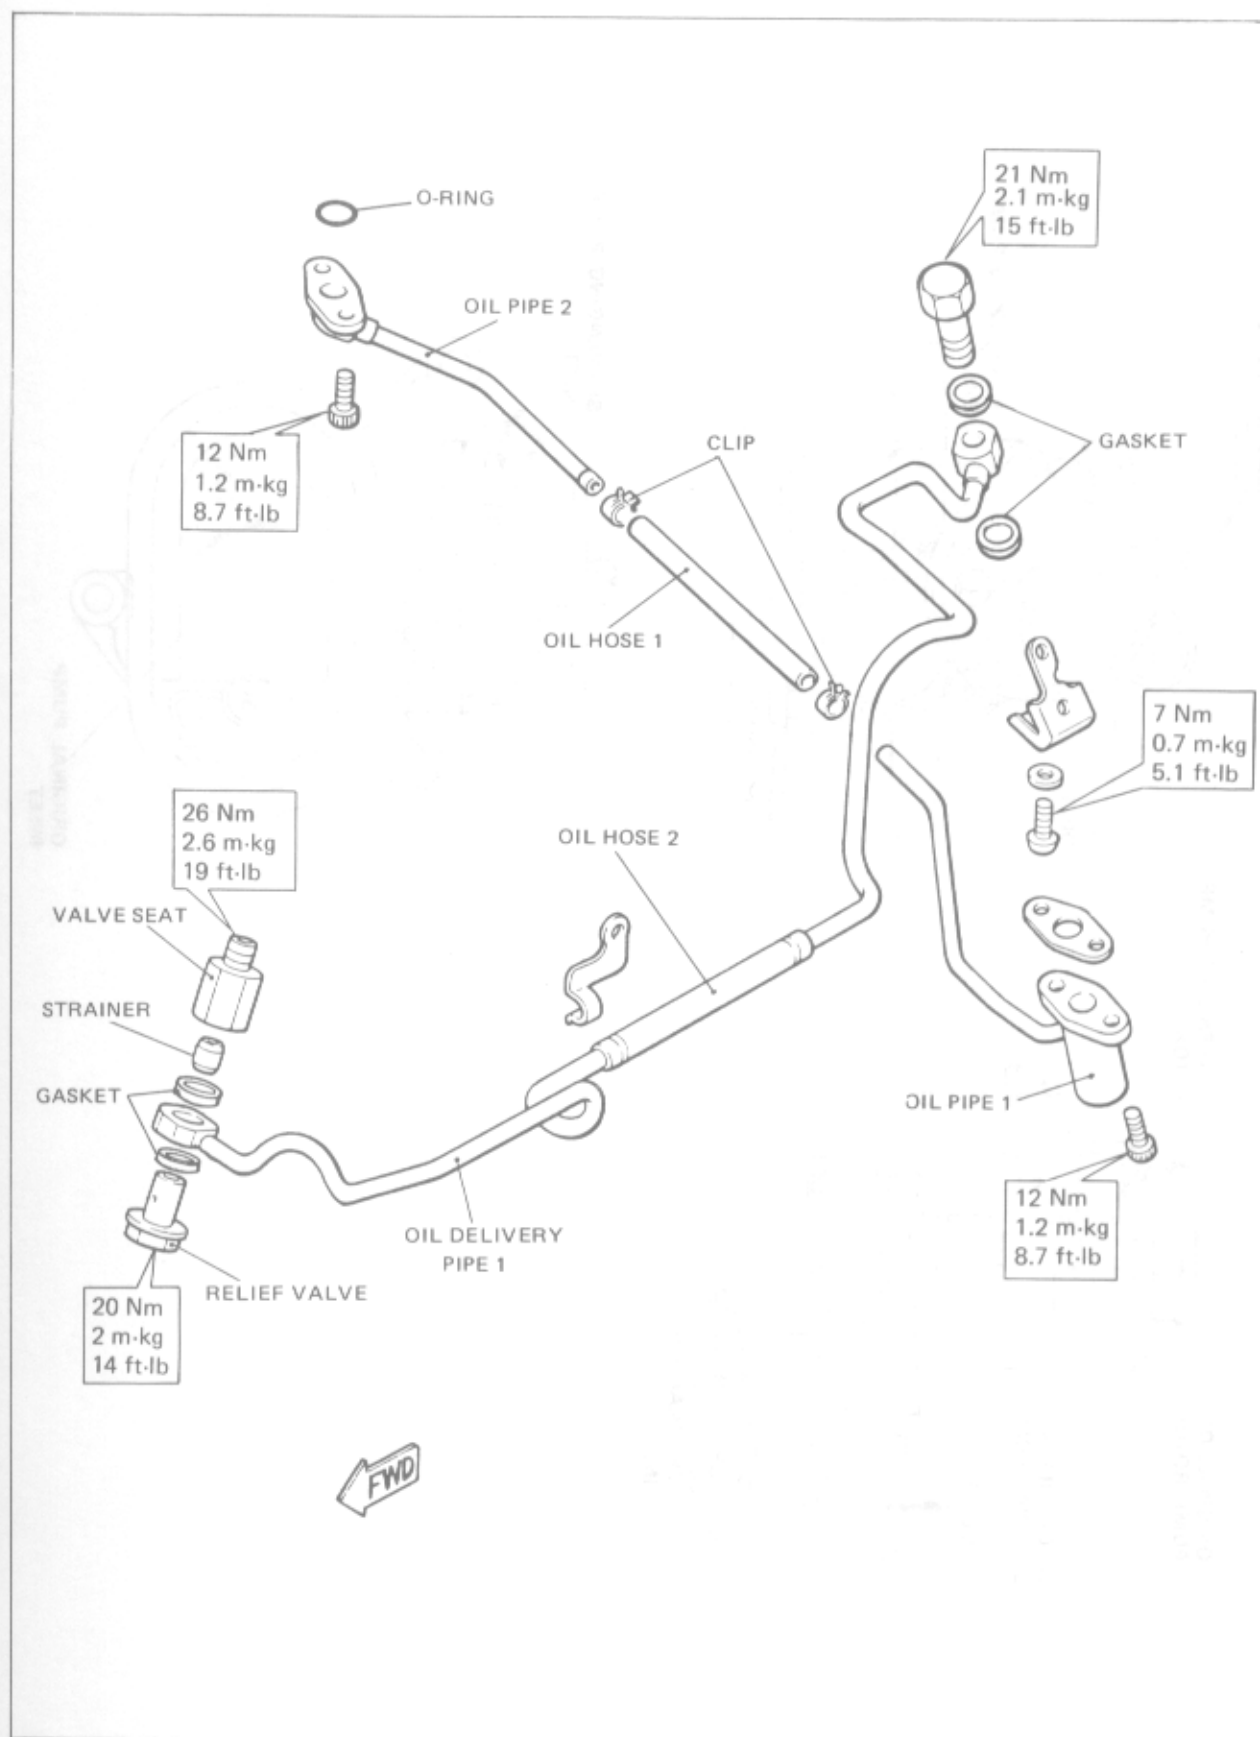 O-RING
21 Nm
2.1 m·kg
15 ft·lb
OIL PIPE 2
12 Nm
1.2 m·kg
8.7 ft·lb
CLIP
GASKET
OIL HOSE 1
7 Nm
0.7 m·kg
5.1 ft·lb
26 Nm
2.6 m·kg
19 ft·lb
OIL HOSE 2
VALVE SEAT
STRAINER
GASKET
OIL PIPE 1
12 Nm
1.2 m·kg
8.7 ft·lb
OIL DELIVERY
PIPE 1
RELIEF VALVE
20 Nm
2 m·kg
14 ft·lb
FWD